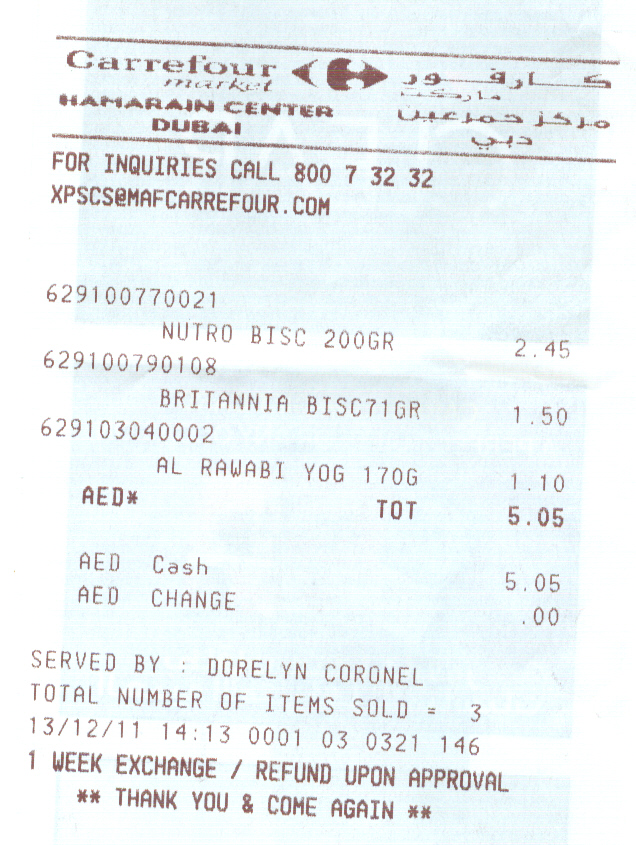 Carrefour
market
HAMARAIN CENTER
DUBAI
كارفور
ماركت
مركز حمرعين
دبي
FOR INQUIRIES CALL 800 7 32 32
XPSCS@MAFCARREFOUR.COM
629100770021
NUTRO BISC 200GR 2.45
629100790108
BRITANNIA BISC71GR 1.50
629103040002
AL RAWABI YOG 170G 1.10
AED* TOT 5.05
AED Cash 5.05
AED CHANGE .00
SERVED BY : DORELYN CORONEL
TOTAL NUMBER OF ITEMS SOLD = 3
13/12/11 14:13 0001 03 0321 146
1 WEEK EXCHANGE / REFUND UPON APPROVAL
** THANK YOU & COME AGAIN **